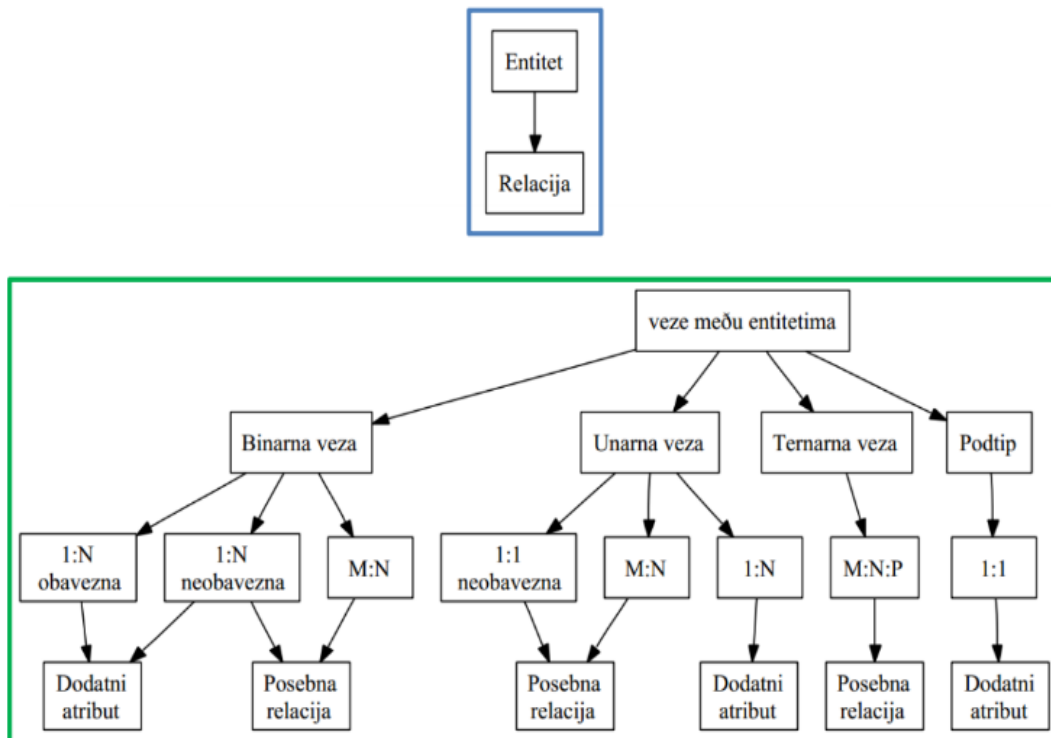 Entitet
Relacija
veze meðu entitetima
Binarna veza
Unarna veza
Ternarna veza
Podtip
1:N
obavezna
1:N
neobavezna
M:N
1:1
neobavezna
M:N
1:N
M:N:P
1:1
Dodatni
atribut
Posebna
relacija
Posebna
relacija
Dodatni
atribut
Posebna
relacija
Dodatni
atribut